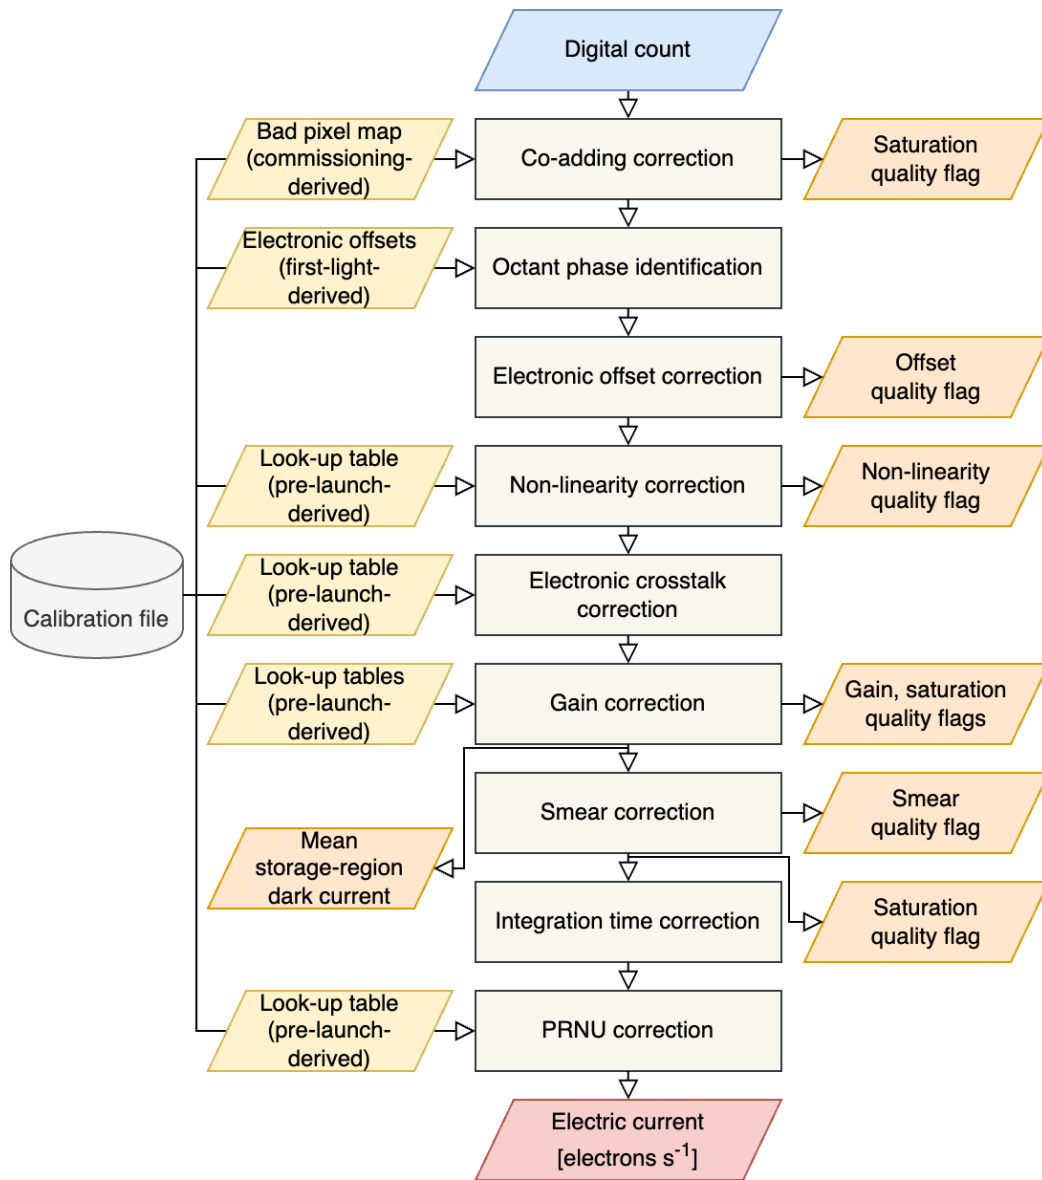 Digital count
Bad pixel map
(commissioning-
derived)
Co-adding correction
Saturation
quality flag
Electronic offsets
(first-light-
derived)
Octant phase identification
Electronic offset correction
Offset
quality flag
Look-up table
(pre-launch-
derived)
Non-linearity correction
Non-linearity
quality flag
Calibration file
Look-up table
(pre-launch-
derived)
Electronic crosstalk
correction
Look-up tables
(pre-launch-
derived)
Gain correction
Gain, saturation
quality flags
Smear correction
Smear
quality flag
Mean
storage-region
dark current
Integration time correction
Saturation
quality flag
Look-up table
(pre-launch-
derived)
PRNU correction
Electric current
[electrons s⁻¹]